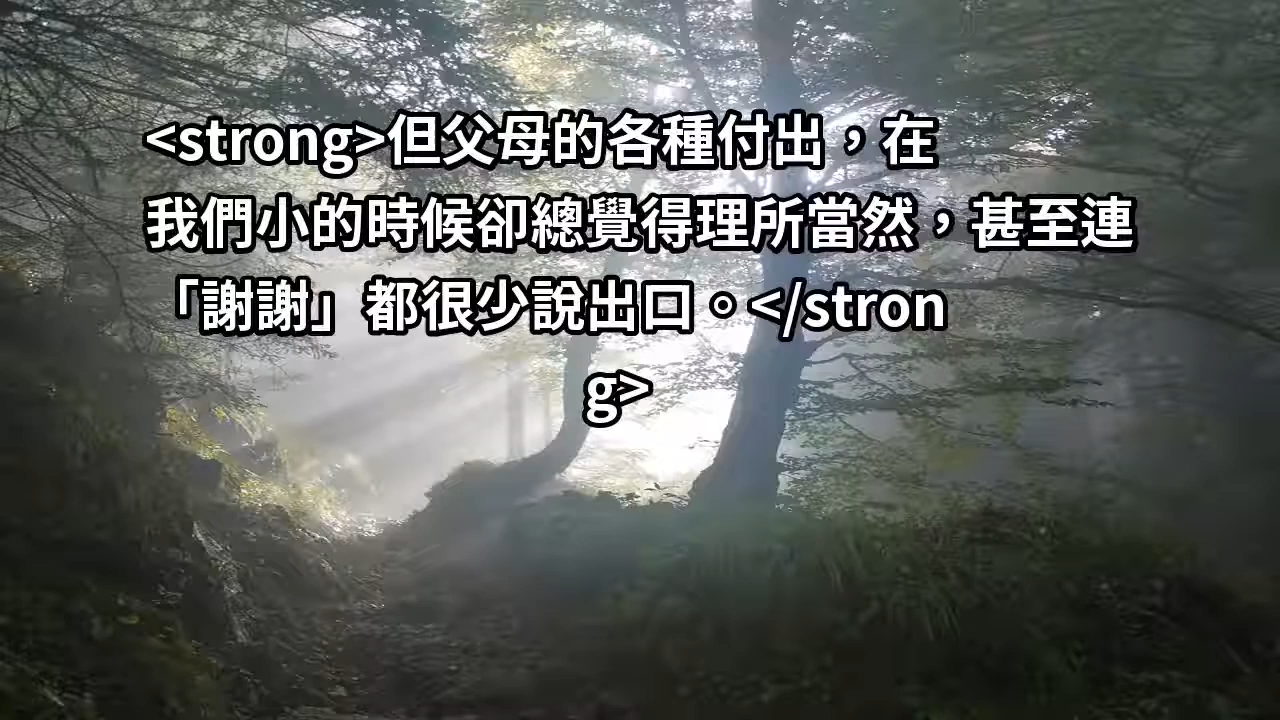 <strong>但父母的各種付出，在
我們小的時候卻總覺得理所當然，甚至連
「謝謝」都很少說出口。</stron
g>